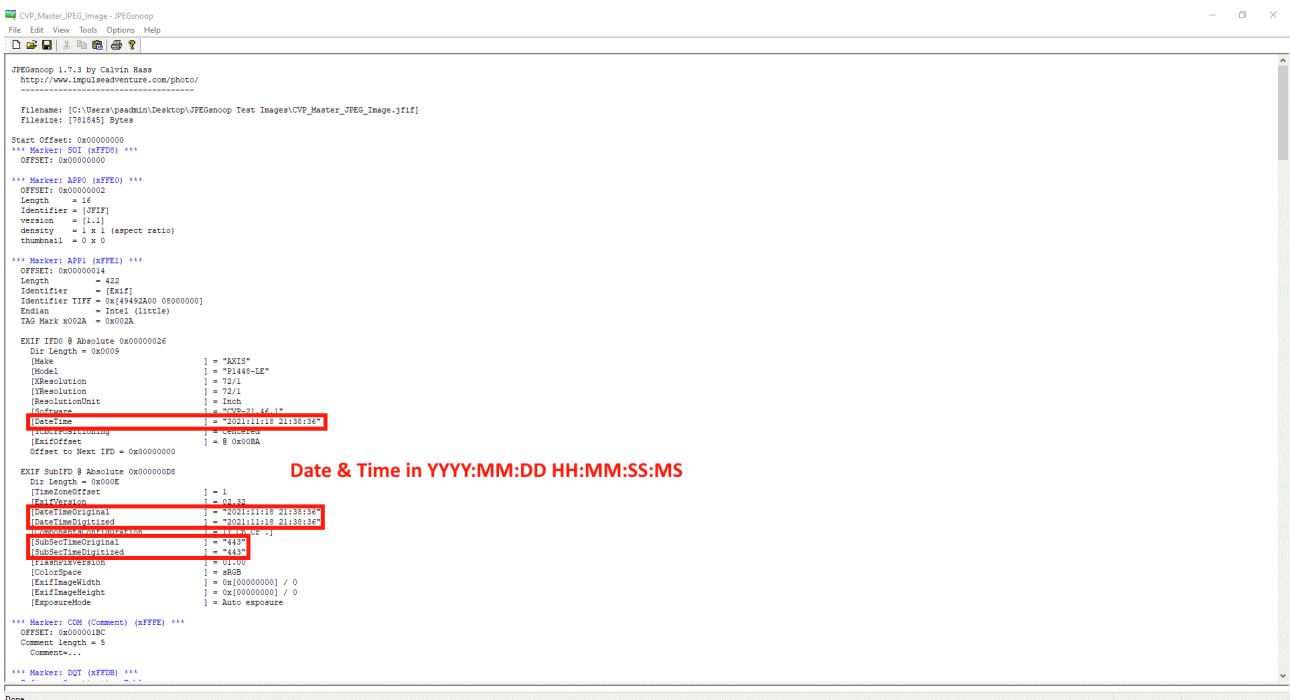 CVP_Master_JPEG_Image - JPEGsnoop
File Edit View Tools Options Help
JPEGsnoop 1.7.3 by Calvin Hass
http://www.impulseadventure.com/photo/
-------------------------------------
Filename: [C:\Users\psadmin\Desktop\JPEGsnoop Test Images\CVP_Master_JPEG_Image.jfif]
Filesize: [781845] Bytes
Start Offset: 0x00000000
*** Marker: SOI (xFFD8) ***
OFFSET: 0x00000000
*** Marker: APP0 (xFFE0) ***
OFFSET: 0x00000002
Length = 16
Identifier = [JFIF]
version = [1.1]
density = 1 x 1 (aspect ratio)
thumbnail = 0 x 0
*** Marker: APP1 (xFFE1) ***
OFFSET: 0x00000014
Length = 422
Identifier = [Exif]
Identifier TIFF = 0x[49492A00 08000000]
Endian = Intel (little)
TAG Mark x002A = 0x002A
EXIF IFD0 @ Absolute 0x00000026
Dir Length = 0x0009
[Make ] = "AXIS"
[Model ] = "P1448-LE"
[XResolution ] = 72/1
[YResolution ] = 72/1
[ResolutionUnit ] = Inch
[Software ] = "CVP-21.46.1"
[DateTime ] = "2021:11:18 21:38:36"
[YCbCrPositioning ] = Centered
[ExifOffset ] = @ 0x00BA
Offset to Next IFD = 0x00000000
Date & Time in YYYY:MM:DD HH:MM:SS:MS
EXIF SubIFD @ Absolute 0x000000D8
Dir Length = 0x000E
[TimeZoneOffset ] = 1
[ExifVersion ] = 02.32
[DateTimeOriginal ] = "2021:11:18 21:38:36"
[DateTimeDigitized ] = "2021:11:18 21:38:36"
[ComponentsConfiguration ] = [Y Cb Cr .]
[SubSecTimeOriginal ] = "443"
[SubSecTimeDigitized ] = "443"
[FlashPixVersion ] = 01.00
[ColorSpace ] = sRGB
[ExifImageWidth ] = 0x[00000000] / 0
[ExifImageHeight ] = 0x[00000000] / 0
[ExposureMode ] = Auto exposure
*** Marker: COM (Comment) (xFFFE) ***
OFFSET: 0x000001BC
Comment length = 5
Comment=...
*** Marker: DQT (xFFDB) ***
Done